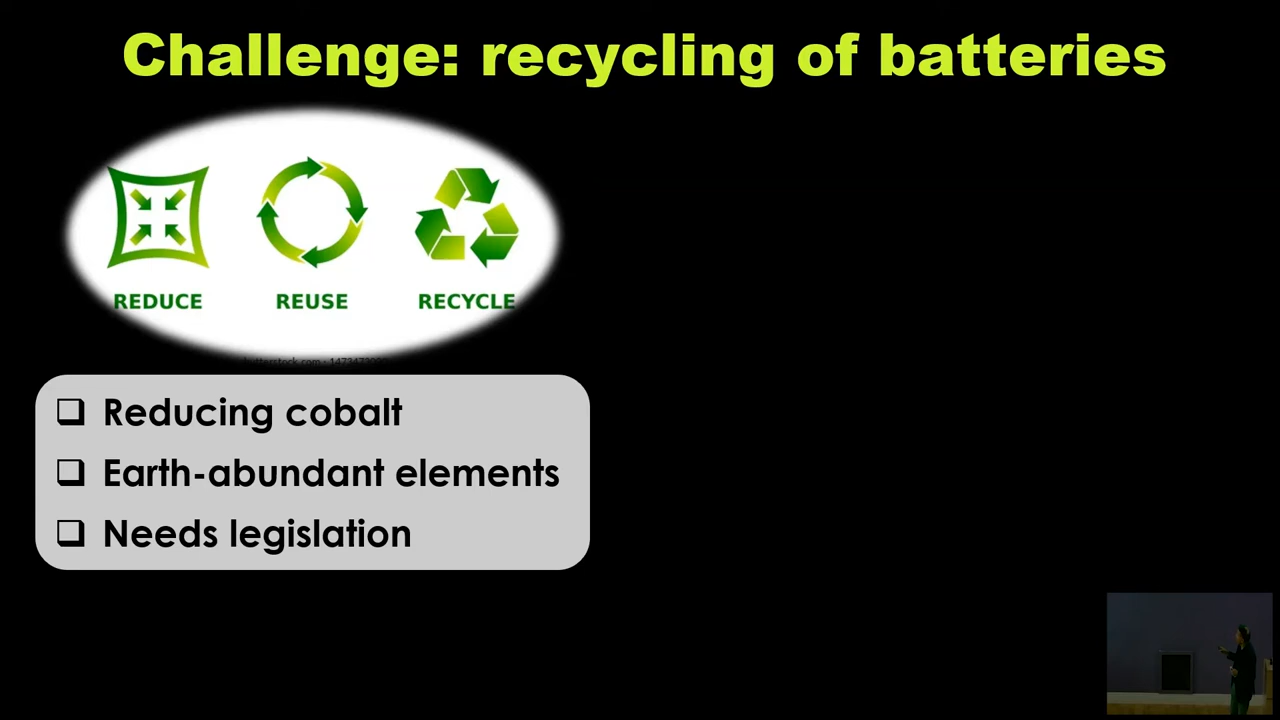 Challenge: recycling of batteries
REDUCE REUSE RECYCLE
❑ Reducing cobalt
❑ Earth-abundant elements
❑ Needs legislation